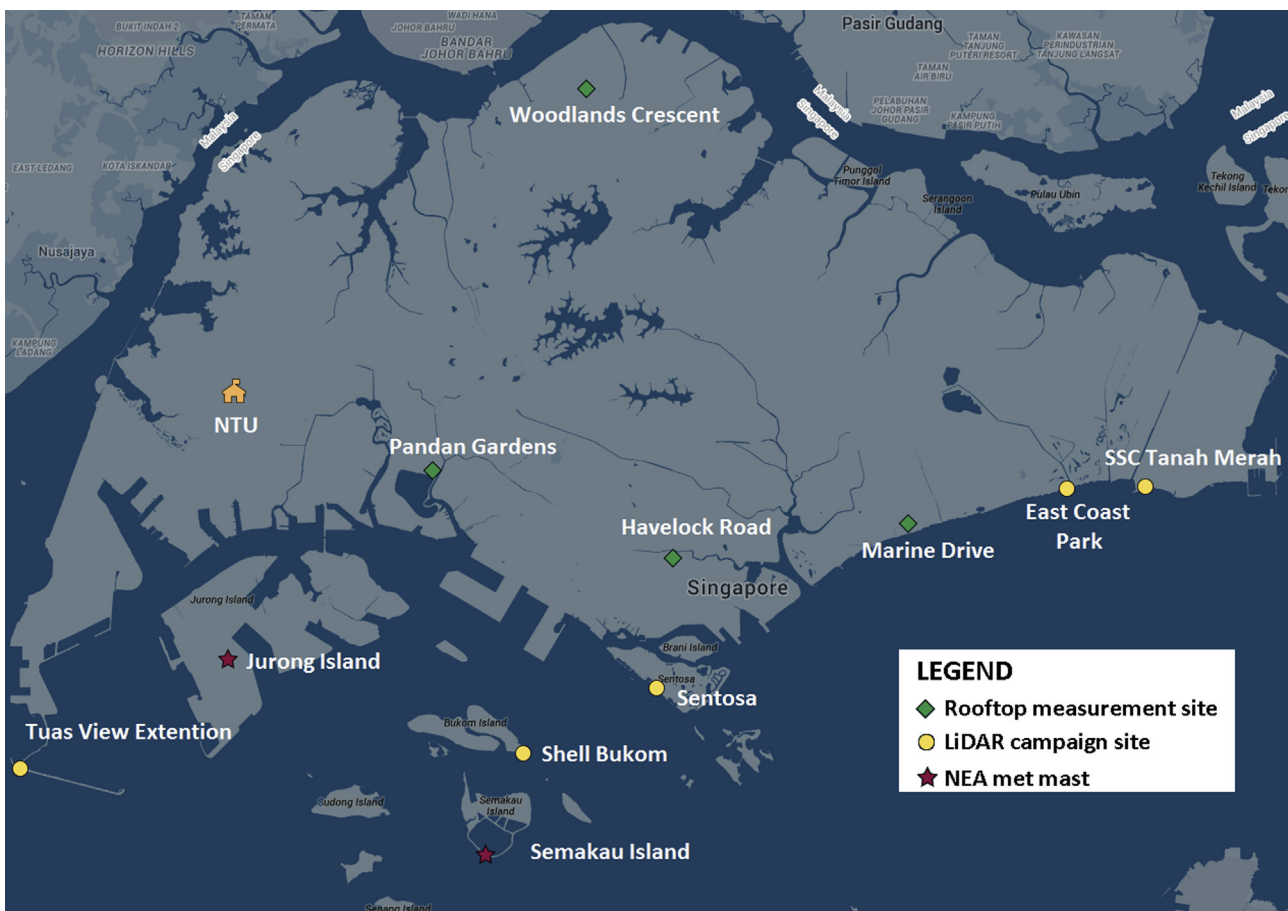 BUKIT INDAH 2
TAMAN
PERMATA
HORIZON HILLS
WADI HANA
JOHOR BAHRU
BANDAR
JOHOR BAHRU
Pasir Gudang
TAMAN
TANJUNG
PUTERI RESORT
KAWASAN
PERINDUSTRIAN
TANJUNG LANGSAT
TAMAN
AIR BIRU
PELABUHAN
JOHOR PASIR
GUDANG
KAMPUNG
PASIR PUTIH
Malaysia
Singapore
Malaysia
Singapore
Malaysia
Singapore
Woodlands Crescent
EAST LEDANG
KOTA ISKANDAR
Punggol
Timor Island
Serangoon
Island
Pulau Ubin
Tekong
Kechil Island
Nusajaya
KAMPUNG
LADANG
NTU
Pandan Gardens
SSC Tanah Merah
East Coast
Park
Havelock Road
Marine Drive
Singapore
Jurong Island
Jurong Island
Brani Island
Sentosa
Sentosa
Tuas View Extention
Bukom Island
Shell Bukom
Sudong Island
Semakau
Island
Semakau Island
Senang Island
LEGEND
Rooftop measurement site
LiDAR campaign site
NEA met mast